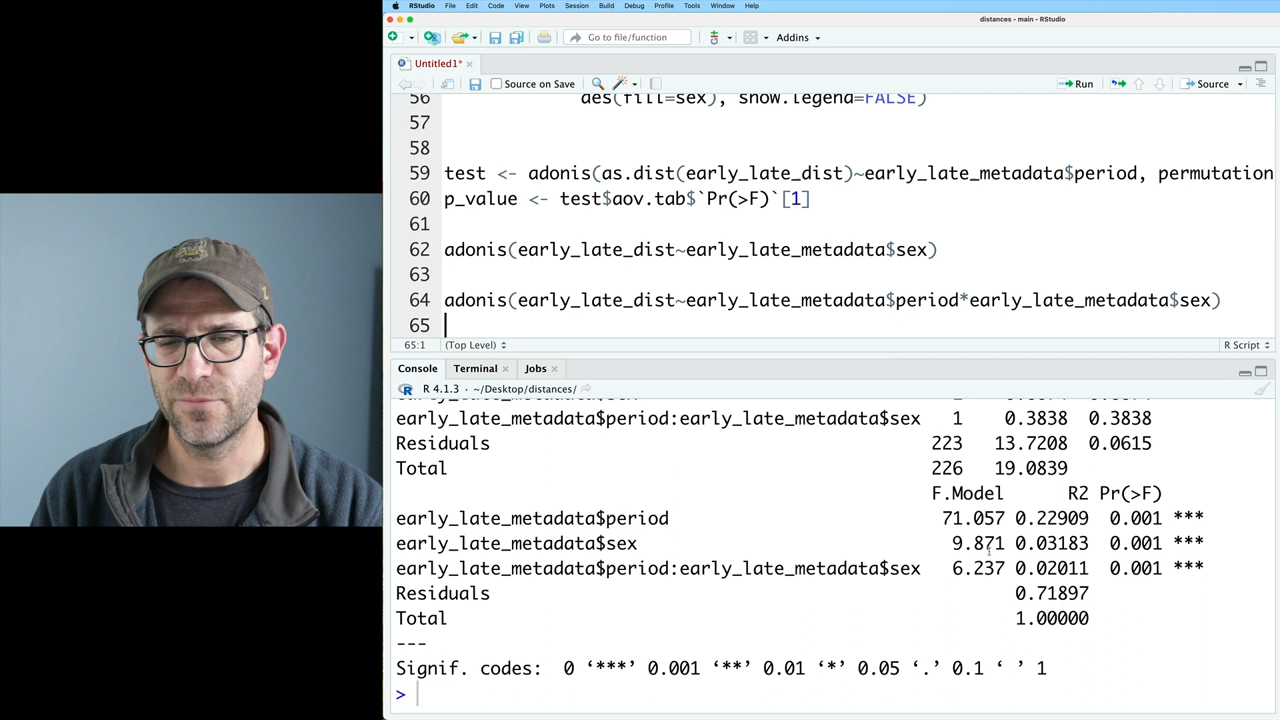 RStudio File Edit Code View Plots Session Build Debug Profile Tools Window Help
distances - main - RStudio
Go to file/function Addins
Untitled1*
Source on Save Run Source
56 aes(fill=sex), show.legend=FALSE)
57
58
59 test <- adonis(as.dist(early_late_dist)~early_late_metadata$period, permutation
60 p_value <- test$aov.tab$`Pr(>F)`[1]
61
62 adonis(early_late_dist~early_late_metadata$sex)
63
64 adonis(early_late_dist~early_late_metadata$period*early_late_metadata$sex)
65
65:1 (Top Level) R Script
Console Terminal Jobs
R 4.1.3 · ~/Desktop/distances/
early_late_metadata$period:early_late_metadata$sex 1 0.3838 0.3838
Residuals 223 13.7208 0.0615
Total 226 19.0839
F.Model R2 Pr(>F)
early_late_metadata$period 71.057 0.22909 0.001 ***
early_late_metadata$sex 9.871 0.03183 0.001 ***
early_late_metadata$period:early_late_metadata$sex 6.237 0.02011 0.001 ***
Residuals 0.71897
Total 1.00000
---
Signif. codes: 0 ‘***’ 0.001 ‘**’ 0.01 ‘*’ 0.05 ‘.’ 0.1 ‘ ’ 1
>